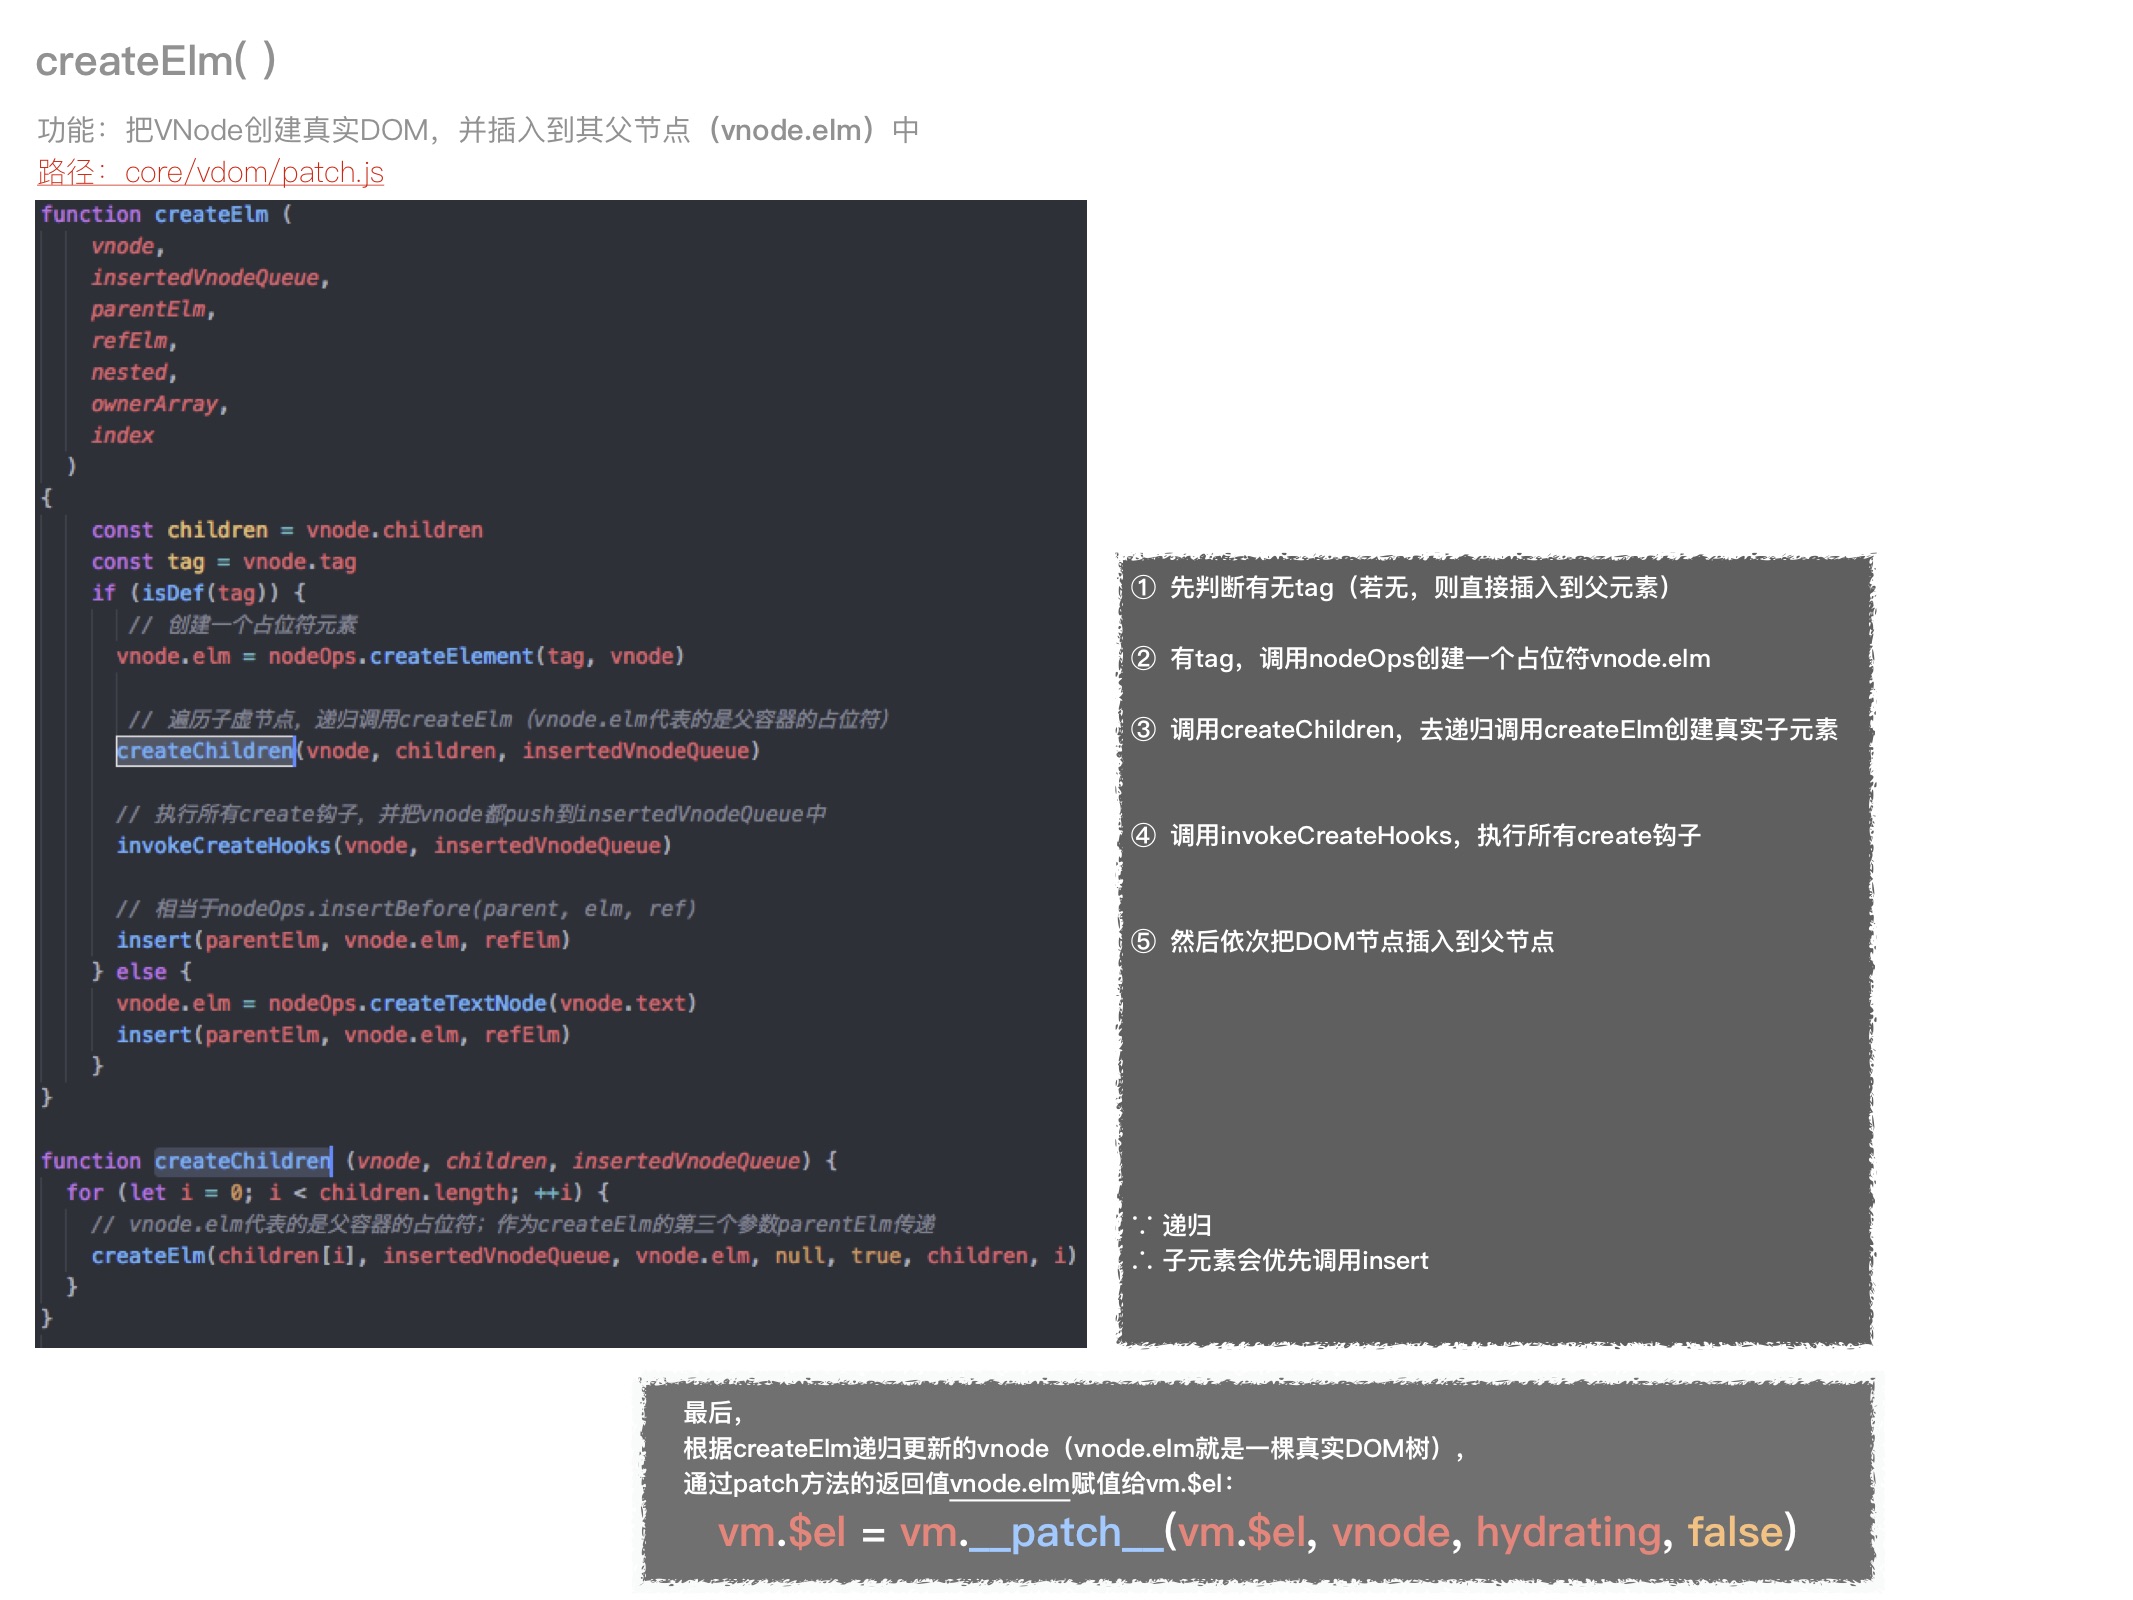 createElm( )
功能：把VNode创建真实DOM，并插入到其父节点（vnode.elm）中
路径：core/vdom/patch.js
function createElm (
vnode,
insertedVnodeQueue,
parentElm,
refElm,
nested,
ownerArray,
index
)
{
const children = vnode.children
const tag = vnode.tag
if (isDef(tag)) {
// 创建一个占位符元素
vnode.elm = nodeOps.createElement(tag, vnode)
// 遍历子虚节点，递归调用createElm（vnode.elm代表的是父容器的占位符）
createChildren(vnode, children, insertedVnodeQueue)
// 执行所有create钩子，并把vnode都push到insertedVnodeQueue中
invokeCreateHooks(vnode, insertedVnodeQueue)
// 相当于nodeOps.insertBefore(parent, elm, ref)
insert(parentElm, vnode.elm, refElm)
} else {
vnode.elm = nodeOps.createTextNode(vnode.text)
insert(parentElm, vnode.elm, refElm)
}
}
function createChildren (vnode, children, insertedVnodeQueue) {
for (let i = 0; i < children.length; ++i) {
// vnode.elm代表的是父容器的占位符；作为createElm的第三个参数parentElm传递
createElm(children[i], insertedVnodeQueue, vnode.elm, null, true, children, i)
}
}
① 先判断有无tag（若无，则直接插入到父元素）
② 有tag，调用nodeOps创建一个占位符vnode.elm
③ 调用createChildren，去递归调用createElm创建真实子元素
④ 调用invokeCreateHooks，执行所有create钩子
⑤ 然后依次把DOM节点插入到父节点
∵ 递归
∴ 子元素会优先调用insert
最后，
根据createElm递归更新的vnode（vnode.elm就是一棵真实DOM树），
通过patch方法的返回值vnode.elm赋值给vm.$el：
vm.$el = vm.__patch__(vm.$el, vnode, hydrating, false)